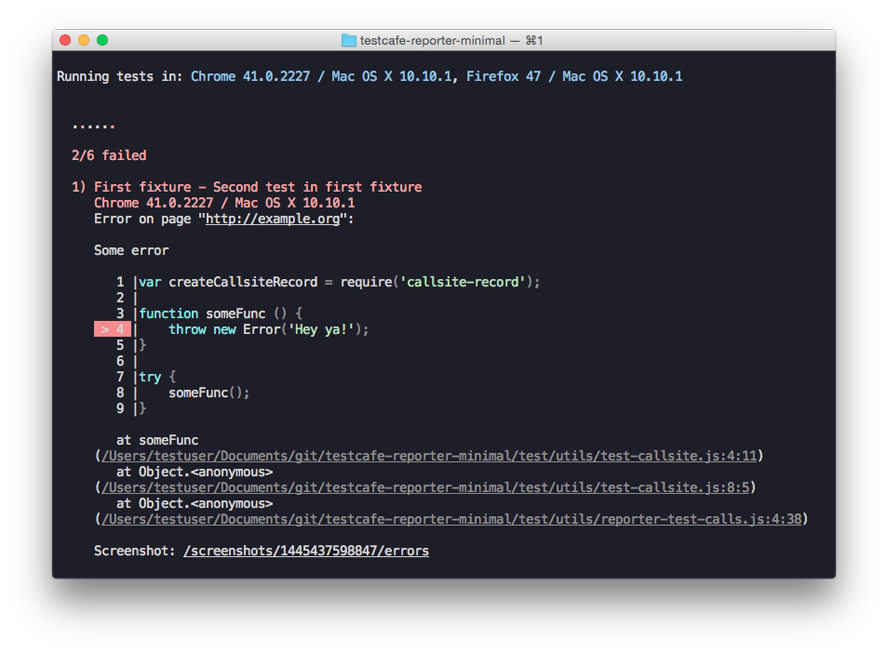 testcafe-reporter-minimal — ⌘1
Running tests in: Chrome 41.0.2227 / Mac OS X 10.10.1, Firefox 47 / Mac OS X 10.10.1
......
2/6 failed
1) First fixture - Second test in first fixture
Chrome 41.0.2227 / Mac OS X 10.10.1
Error on page "http://example.org":
Some error
1 |var createCallsiteRecord = require('callsite-record');
2 |
3 |function someFunc () {
> 4 |    throw new Error('Hey ya!');
5 |}
6 |
7 |try {
8 |    someFunc();
9 |}
at someFunc
(/Users/testuser/Documents/git/testcafe-reporter-minimal/test/utils/test-callsite.js:4:11)
at Object.<anonymous>
(/Users/testuser/Documents/git/testcafe-reporter-minimal/test/utils/test-callsite.js:8:5)
at Object.<anonymous>
(/Users/testuser/Documents/git/testcafe-reporter-minimal/test/utils/reporter-test-calls.js:4:38)
Screenshot: /screenshots/1445437598847/errors